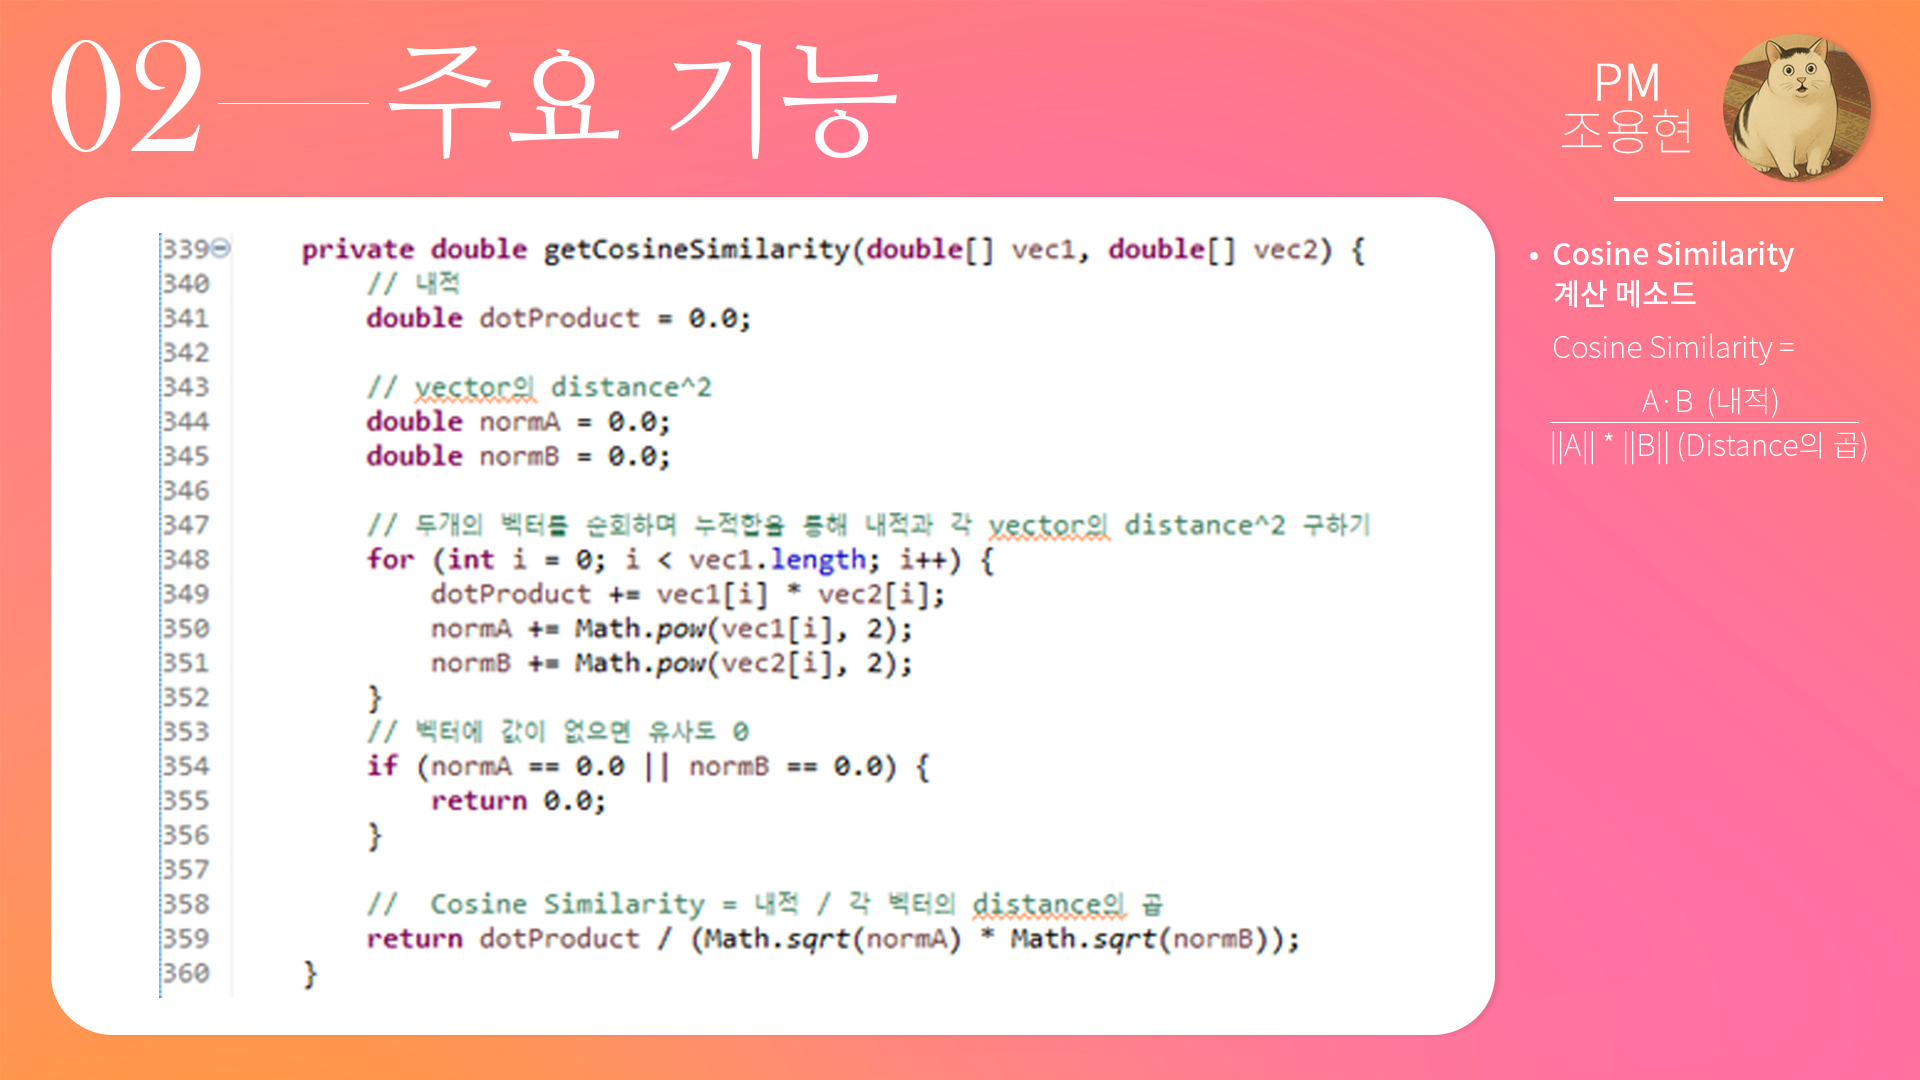 02 주요 기능
PM
조용현
339 private double getCosineSimilarity(double[] vec1, double[] vec2) {
340 // 내적
341 double dotProduct = 0.0;
342
343 // vector의 distance^2
344 double normA = 0.0;
345 double normB = 0.0;
346
347 // 두개의 벡터를 순회하며 누적합을 통해 내적과 각 vector의 distance^2 구하기
348 for (int i = 0; i < vec1.length; i++) {
349 dotProduct += vec1[i] * vec2[i];
350 normA += Math.pow(vec1[i], 2);
351 normB += Math.pow(vec2[i], 2);
352 }
353 // 벡터에 값이 없으면 유사도 0
354 if (normA == 0.0 || normB == 0.0) {
355 return 0.0;
356 }
357
358 // Cosine Similarity = 내적 / 각 벡터의 distance의 곱
359 return dotProduct / (Math.sqrt(normA) * Math.sqrt(normB));
360 }
• Cosine Similarity
계산 메소드
Cosine Similarity =
A · B (내적)
||A|| * ||B|| (Distance의 곱)